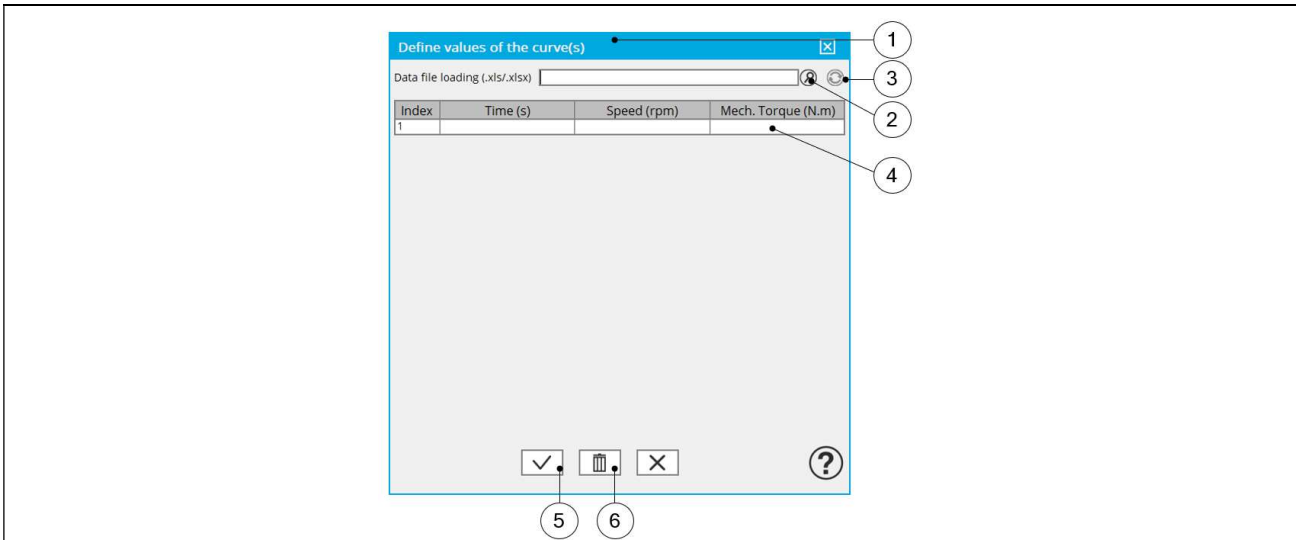 Define values of the curve(s)
1
Data file loading (.xls/.xlsx)
3
Index Time (s) Speed (rpm) Mech. Torque (N.m)
2
1
4
?
5 6